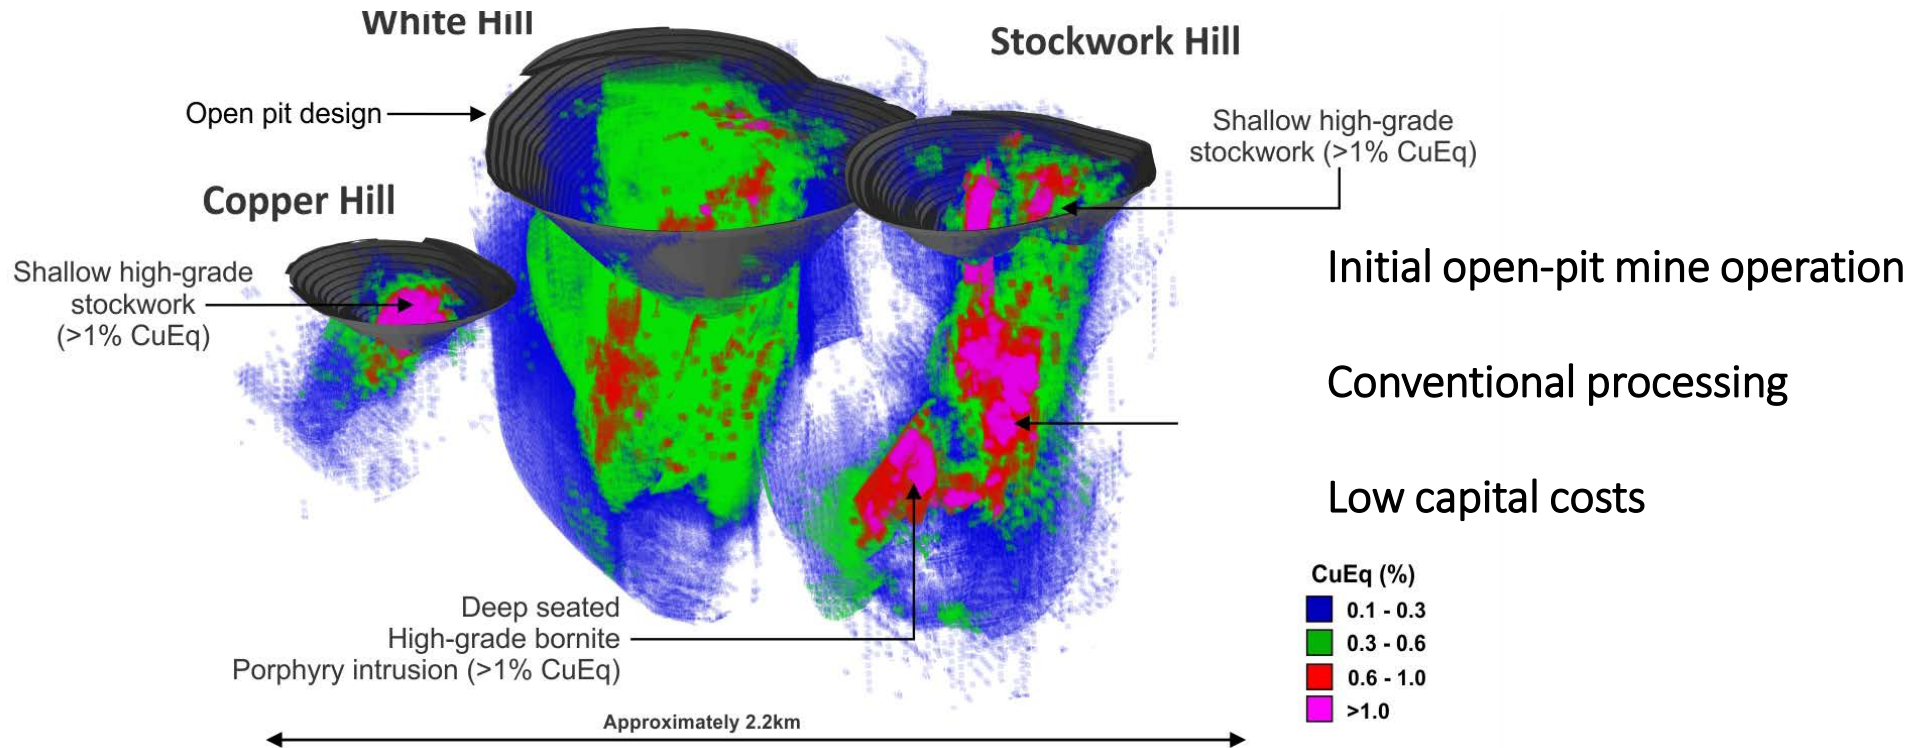 White Hill
Stockwork Hill
Open pit design
Shallow high-grade
stockwork (>1% CuEq)
Copper Hill
Shallow high-grade
stockwork
(>1% CuEq)
Initial open-pit mine operation
Conventional processing
Low capital costs
Deep seated
High-grade bornite
Porphyry intrusion (>1% CuEq)
CuEq (%)
0.1 - 0.3
0.3 - 0.6
0.6 - 1.0
>1.0
Approximately 2.2km